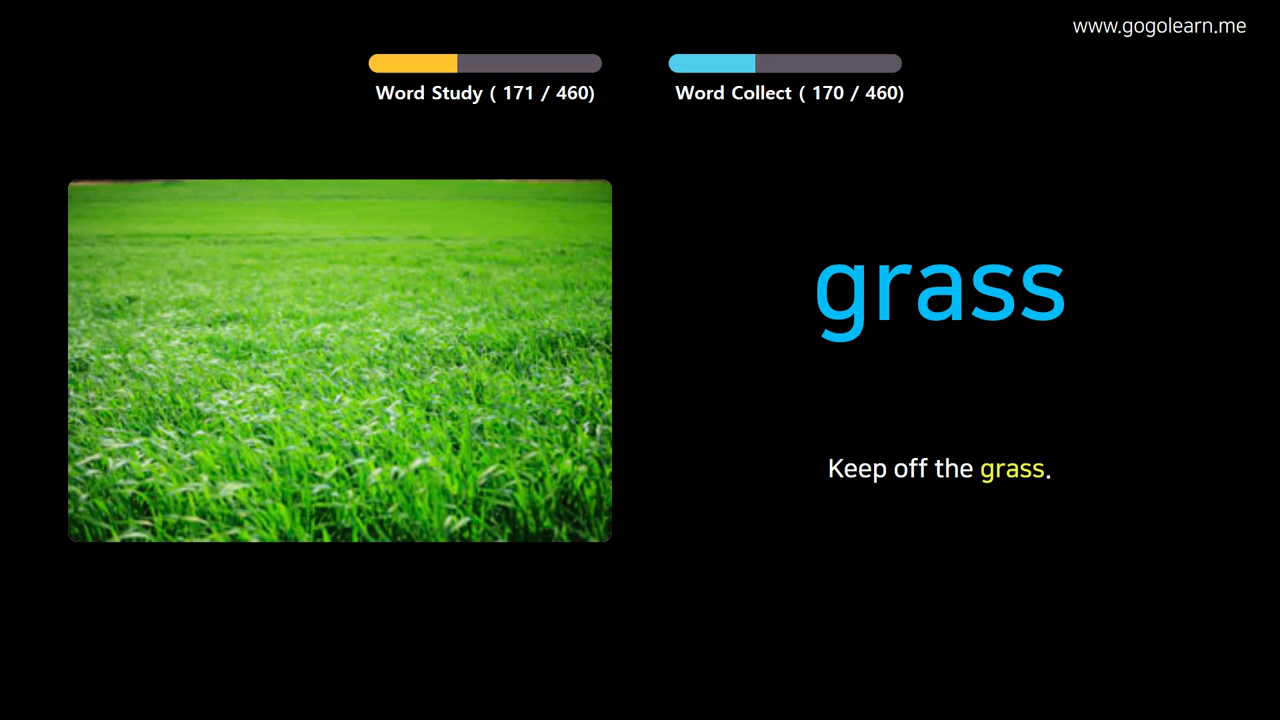 www.gogolearn.me
Word Study ( 171 / 460)
Word Collect ( 170 / 460)
grass
Keep off the grass.